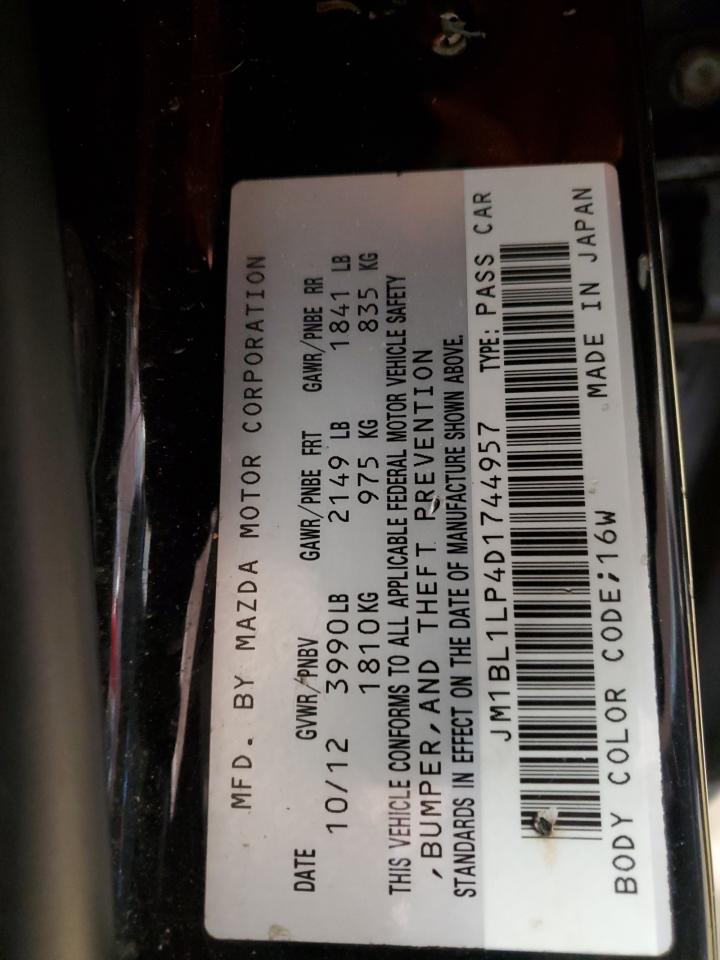 MFD. BY MAZDA MOTOR CORPORATION
DATE GVWR/PNBV GAWR/PNBE FRT GAWR/PNBE RR
10/12 3990LB 2149 LB 1841 LB
1810KG 975 KG 835 KG
THIS VEHICLE CONFORMS TO ALL APPLICABLE FEDERAL MOTOR VEHICLE SAFETY
,BUMPER,AND THEFT PREVENTION
STANDARDS IN EFFECT ON THE DATE OF MANUFACTURE SHOWN ABOVE.
JM1BL1LP4D1744957 TYPE: PASS CAR
BODY COLOR CODE;16W MADE IN JAPAN